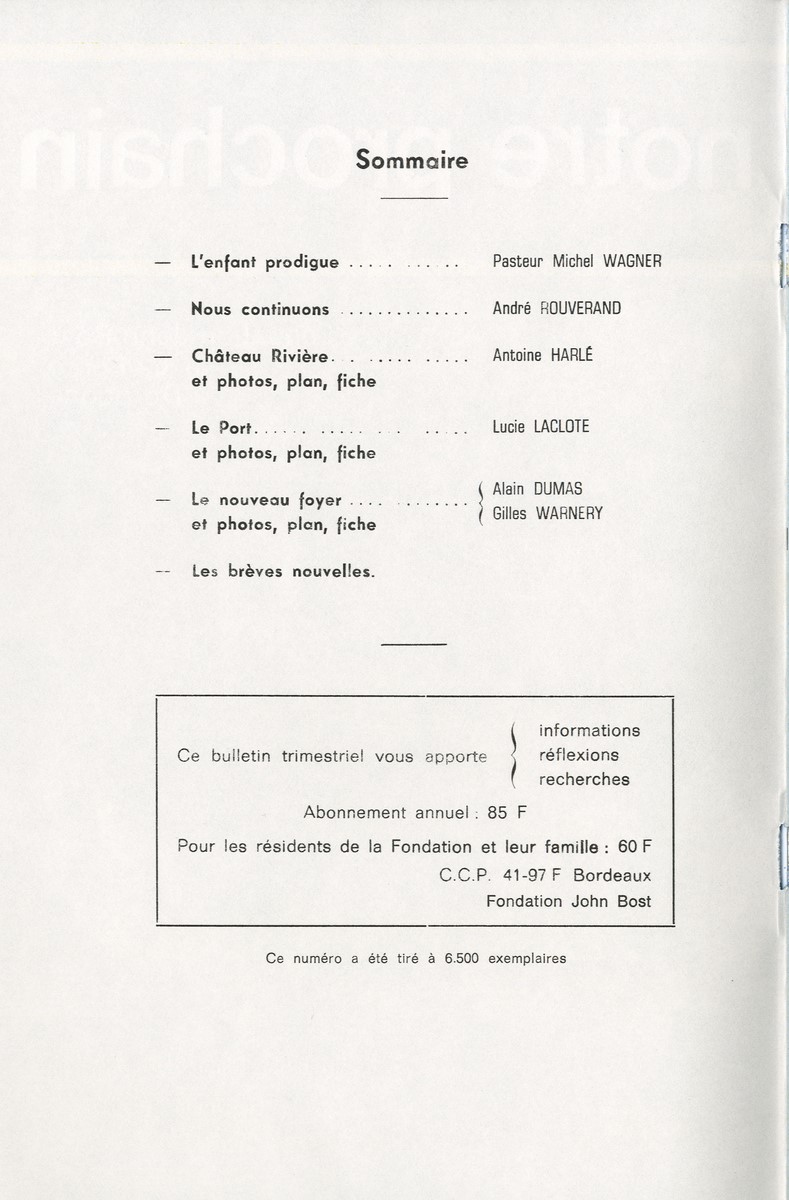 Sommaire
— L'enfant prodigue ........... Pasteur Michel WAGNER
— Nous continuons .............. André ROUVERAND
— Château Rivière. . ...... ..... Antoine HARLÉ
et photos, plan, fiche
— Le Port...... ..... . . ..... Lucie LACLOTE
et photos, plan, fiche
— Le nouveau foyer .... ........ { Alain DUMAS
Gilles WARNERY
et photos, plan, fiche
— Les brèves nouvelles.
Ce bulletin trimestriel vous apporte { informations
réflexions
recherches
Abonnement annuel : 85 F
Pour les résidents de la Fondation et leur famille : 60 F
C.C.P. 41-97 F Bordeaux
Fondation John Bost
Ce numéro a été tiré à 6.500 exemplaires
notre prochain